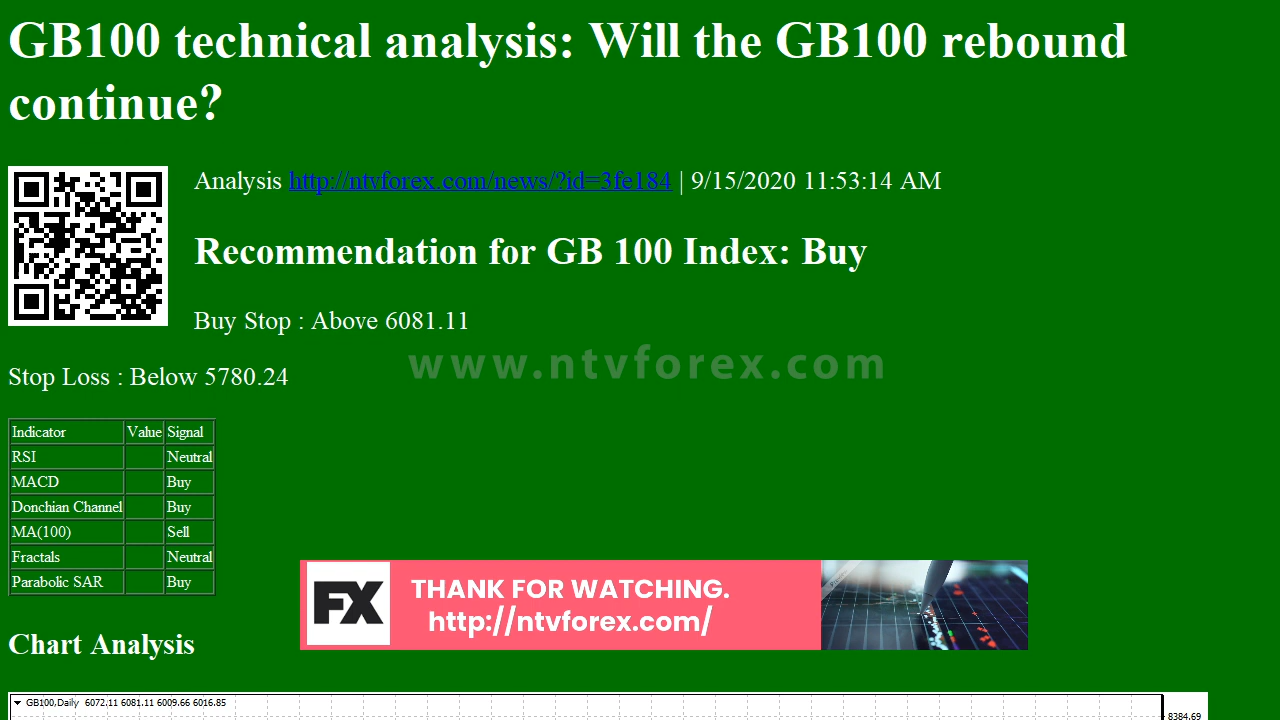 GB100 technical analysis: Will the GB100 rebound
continue?
Analysis http://ntvforex.com/news/?id=3fe184 | 9/15/2020 11:53:14 AM
Recommendation for GB 100 Index: Buy
Buy Stop : Above 6081.11
www.ntvforex.com
Stop Loss : Below 5780.24
Indicator Value Signal
RSI Neutral
MACD Buy
Donchian Channel Buy
MA(100) Sell
Fractals Neutral
Parabolic SAR Buy
FX
THANK FOR WATCHING.
http://ntvforex.com/
Chart Analysis
GB100,Daily 6072.11 6081.11 6009.66 6016.85
8384.69